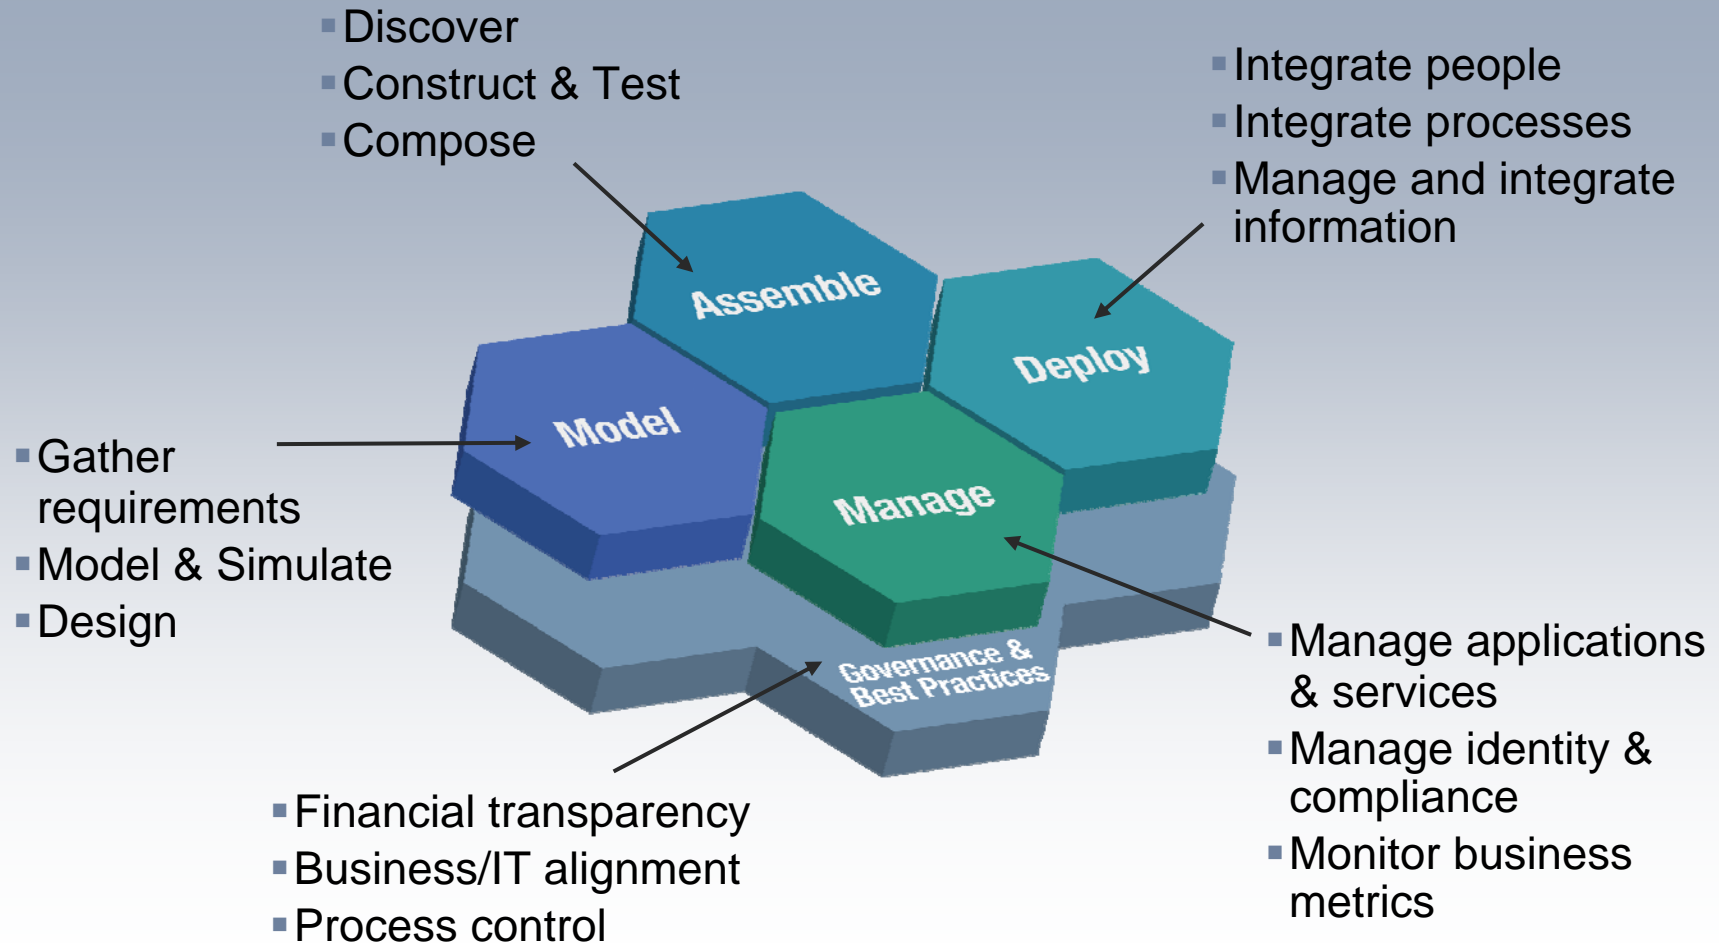 Discover
Construct & Test
Compose
Integrate people
Integrate processes
Manage and integrate
information
Assemble
Deploy
Model
Manage
Gather
requirements
Model & Simulate
Design
Governance &
Best Practices
Manage applications
& services
Manage identity &
compliance
Monitor business
metrics
Financial transparency
Business/IT alignment
Process control